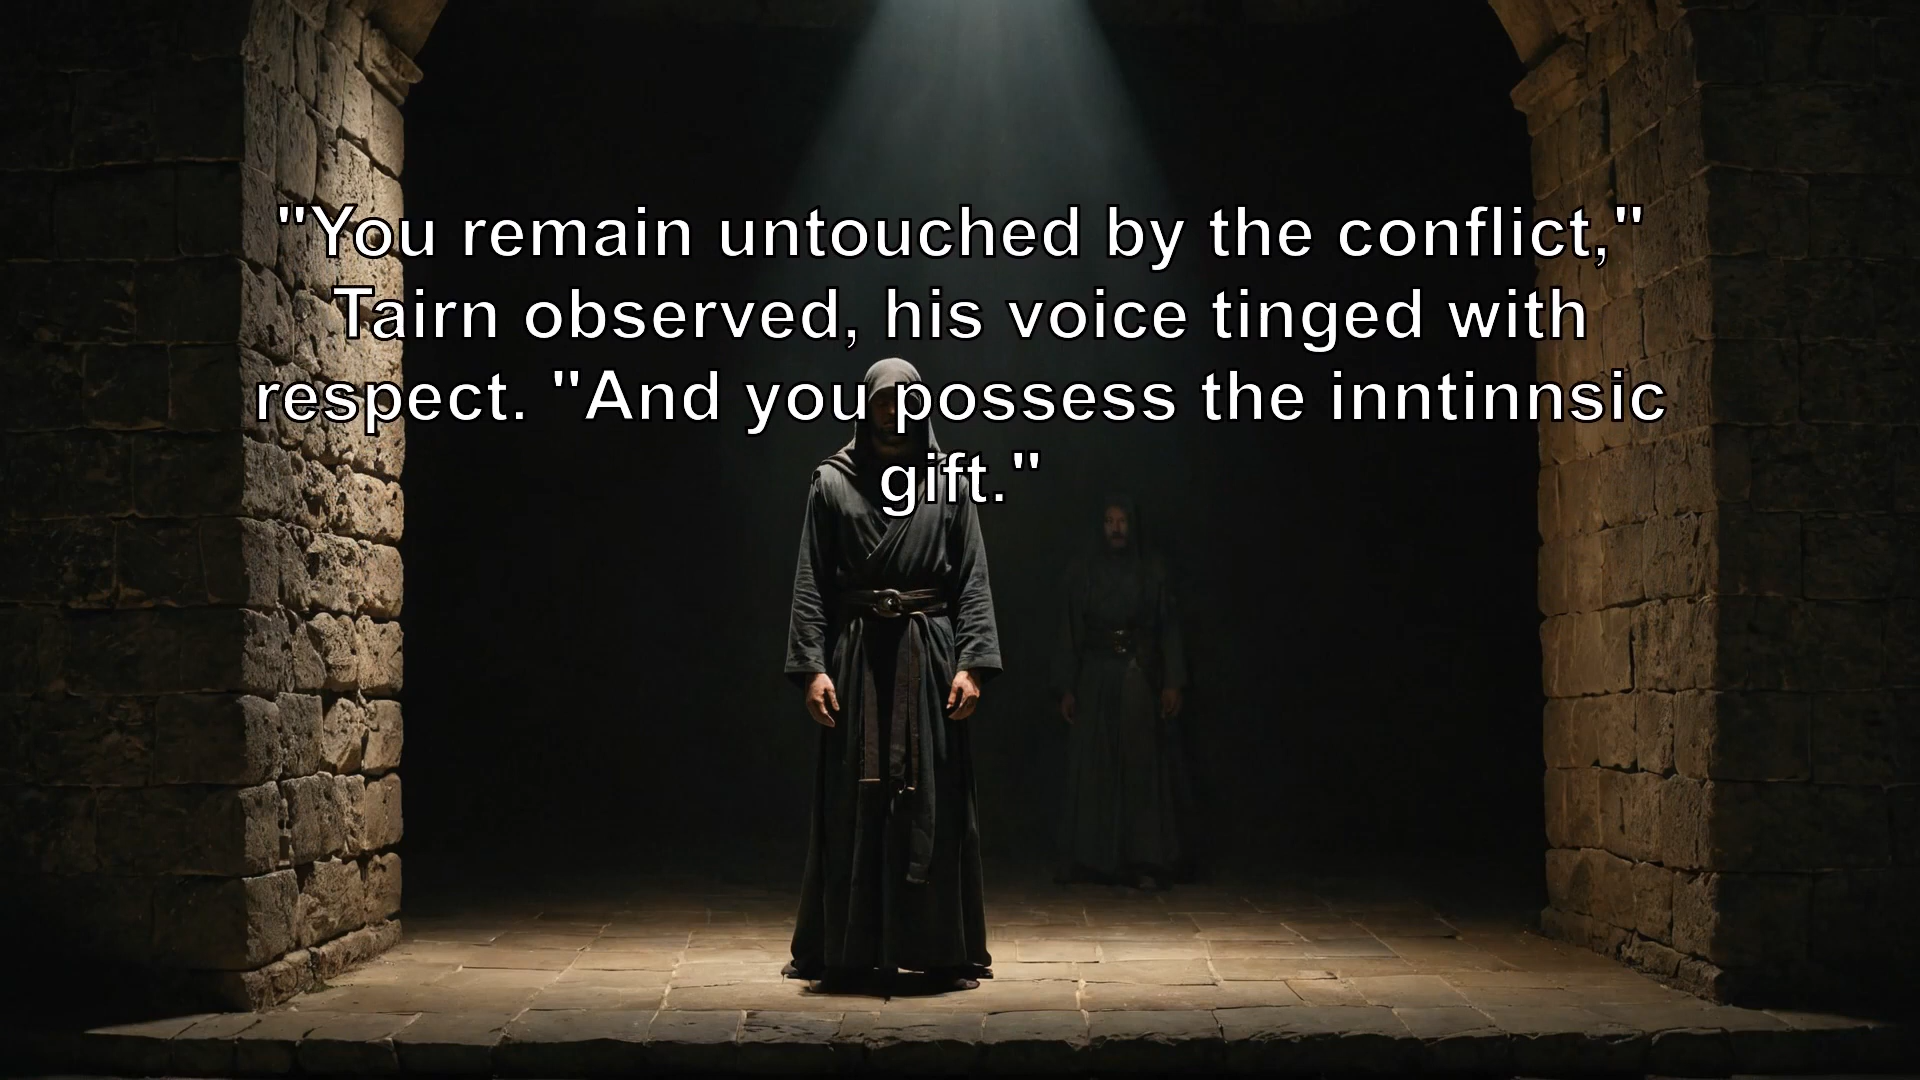 "You remain untouched by the conflict,"
Tairn observed, his voice tinged with
respect. "And you possess the inntinnsic
gift."